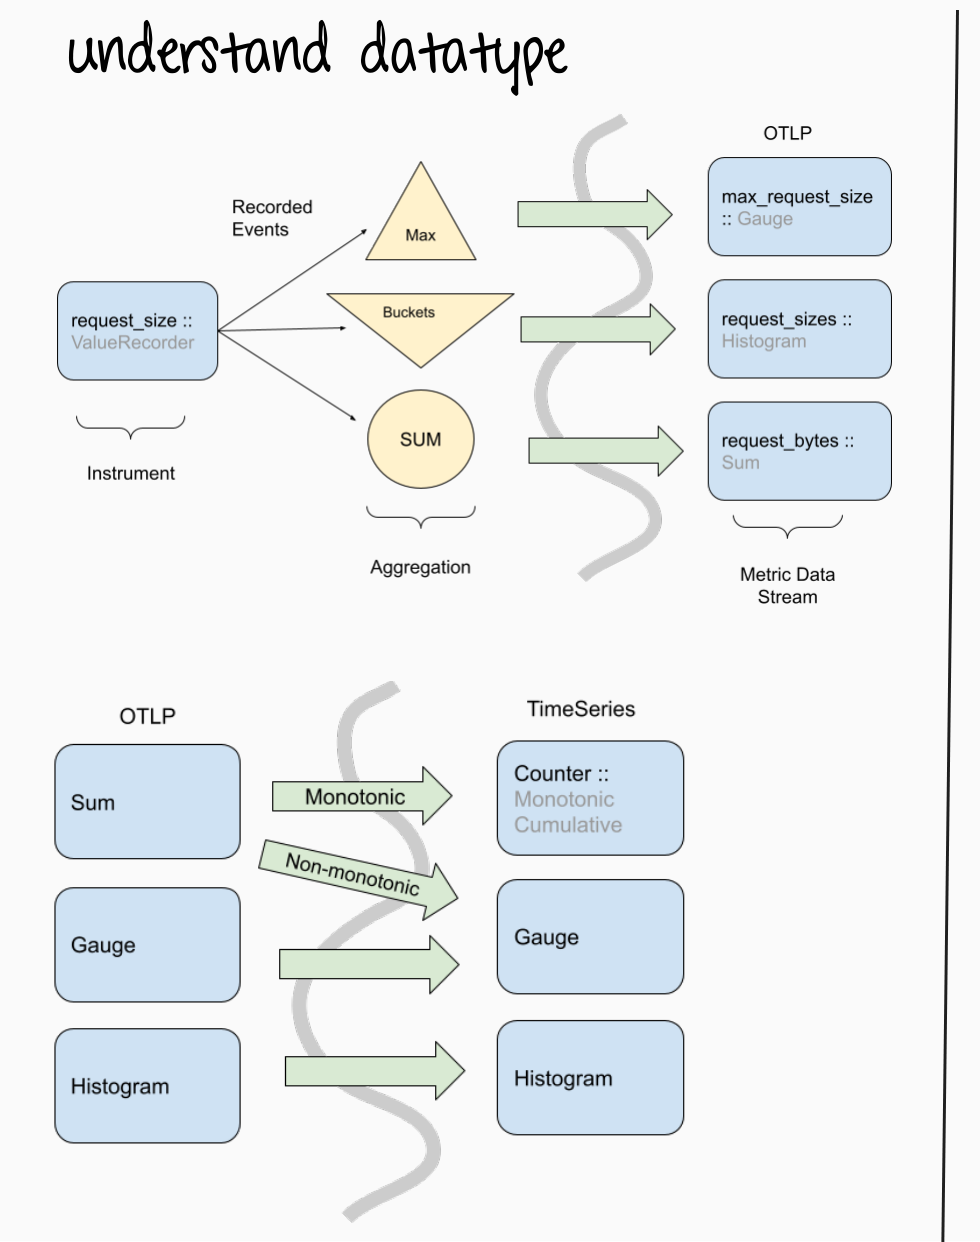 understand datatype
OTLP
Recorded
Events
Max
max_request_size
:: Gauge
request_size ::
ValueRecorder
Buckets
request_sizes ::
Histogram
SUM
request_bytes ::
Sum
Instrument
Aggregation
Metric Data
Stream
OTLP
TimeSeries
Sum
Monotonic
Counter ::
Monotonic
Cumulative
Non-monotonic
Gauge
Gauge
Histogram
Histogram